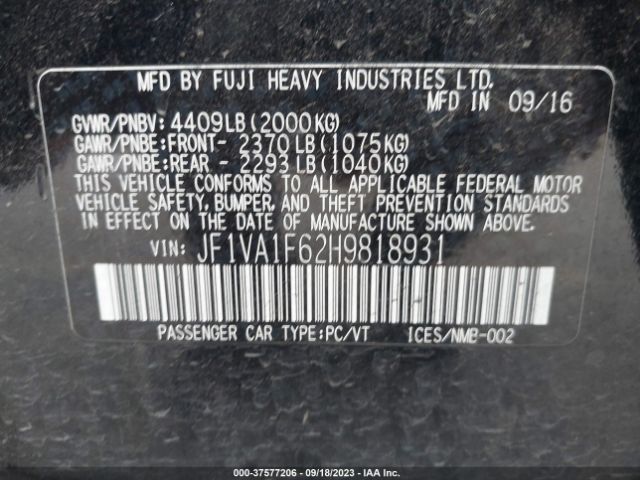 MFD BY FUJI HEAVY INDUSTRIES LTD.
MFD IN 09/16
GVWR/PNBV: 4409LB(2000KG)
GAWR/PNBE:FRONT- 2370LB(1075KG)
GAWR/PNBE:REAR - 2293LB(1040KG)
THIS VEHICLE CONFORMS TO ALL APPLICABLE FEDERAL MOTOR
VEHICLE SAFETY, BUMPER, AND THEFT PREVENTION STANDARDS
IN EFFECT ON THE DATE OF MANUFACTURE SHOWN ABOVE.
VIN: JF1VA1F62H9818931
PASSENGER CAR TYPE:PC/VT ICES/NMB-002
000-37577206 - 09/18/2023 - IAA Inc.